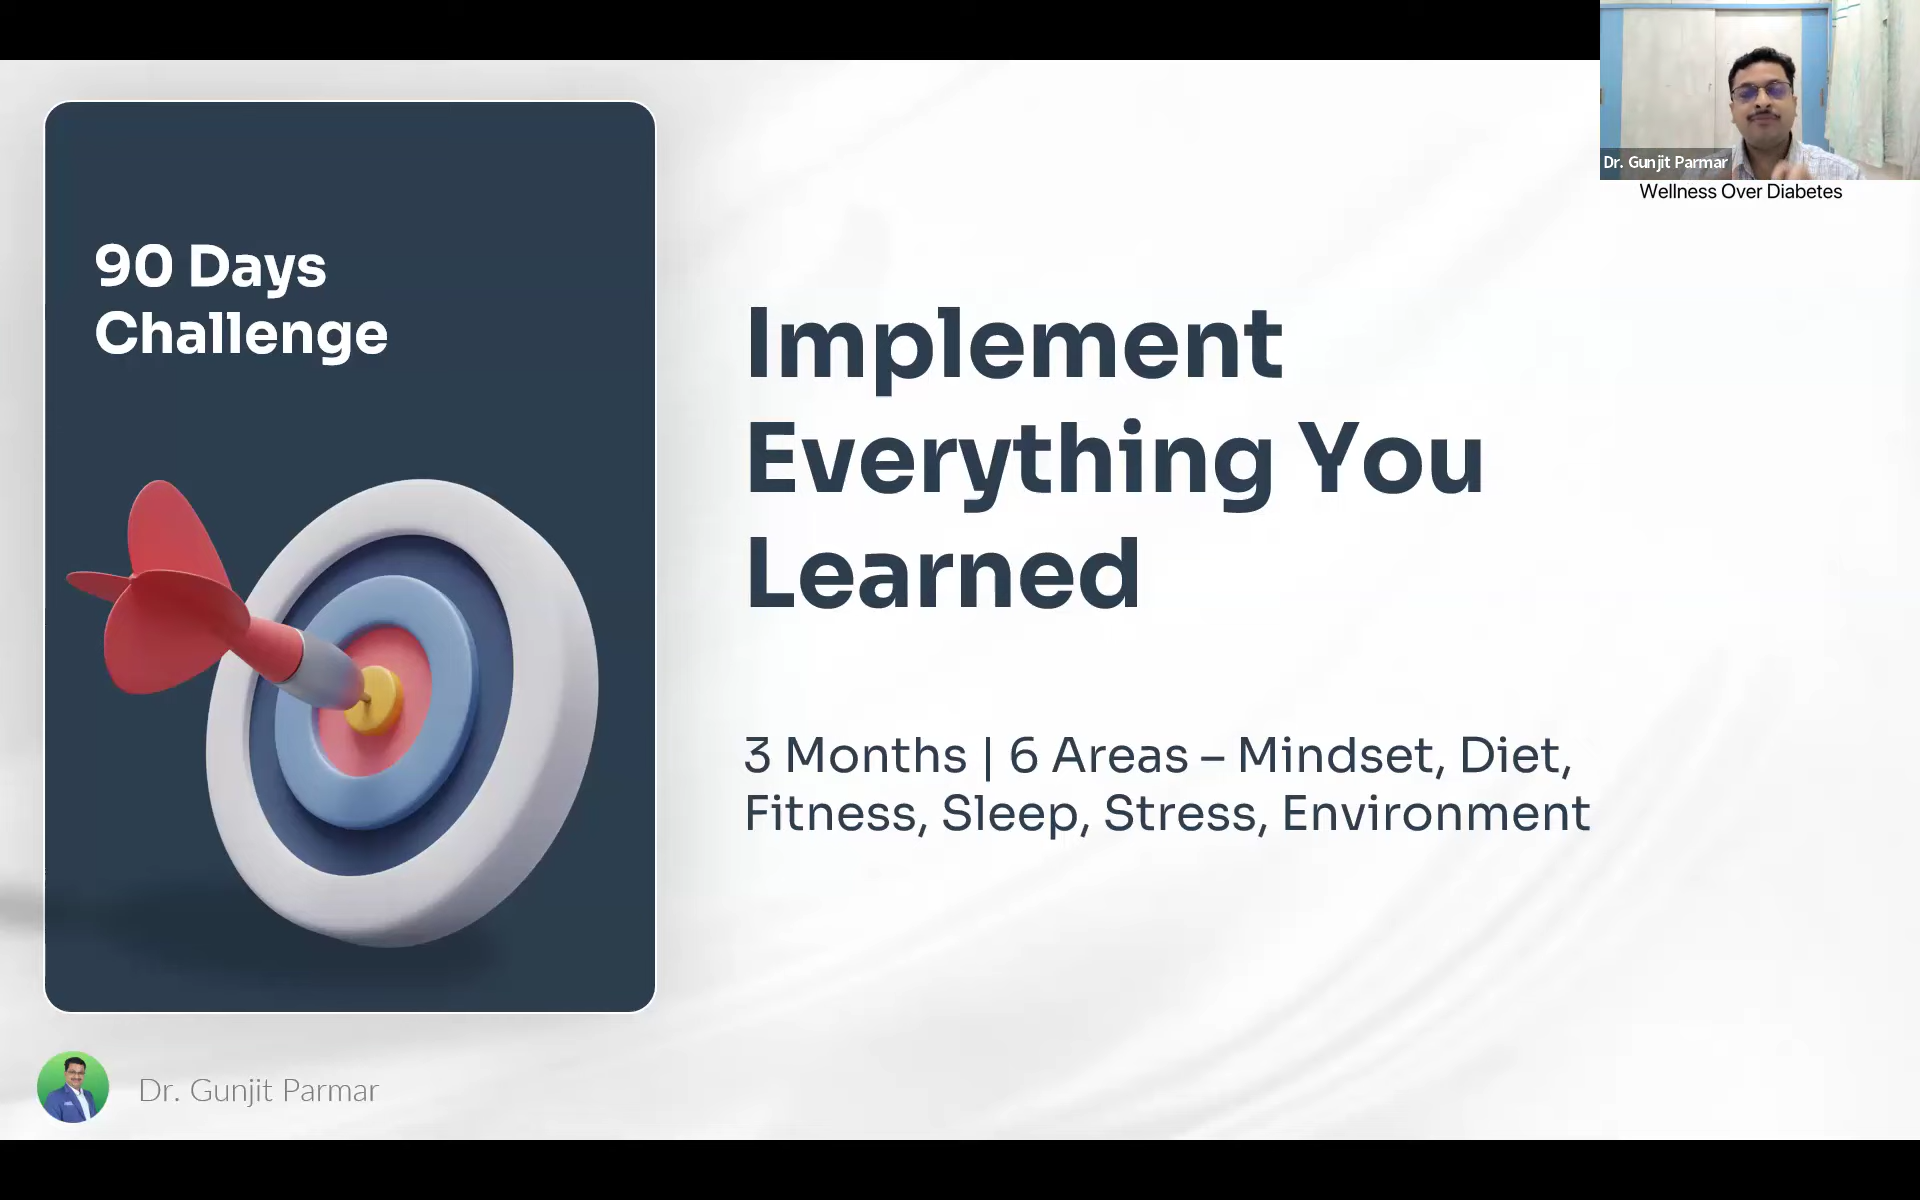 Dr. Gunjit Parmar
Wellness Over Diabetes
90 Days
Challenge
Implement
Everything You
Learned
3 Months | 6 Areas – Mindset, Diet,
Fitness, Sleep, Stress, Environment
Dr. Gunjit Parmar